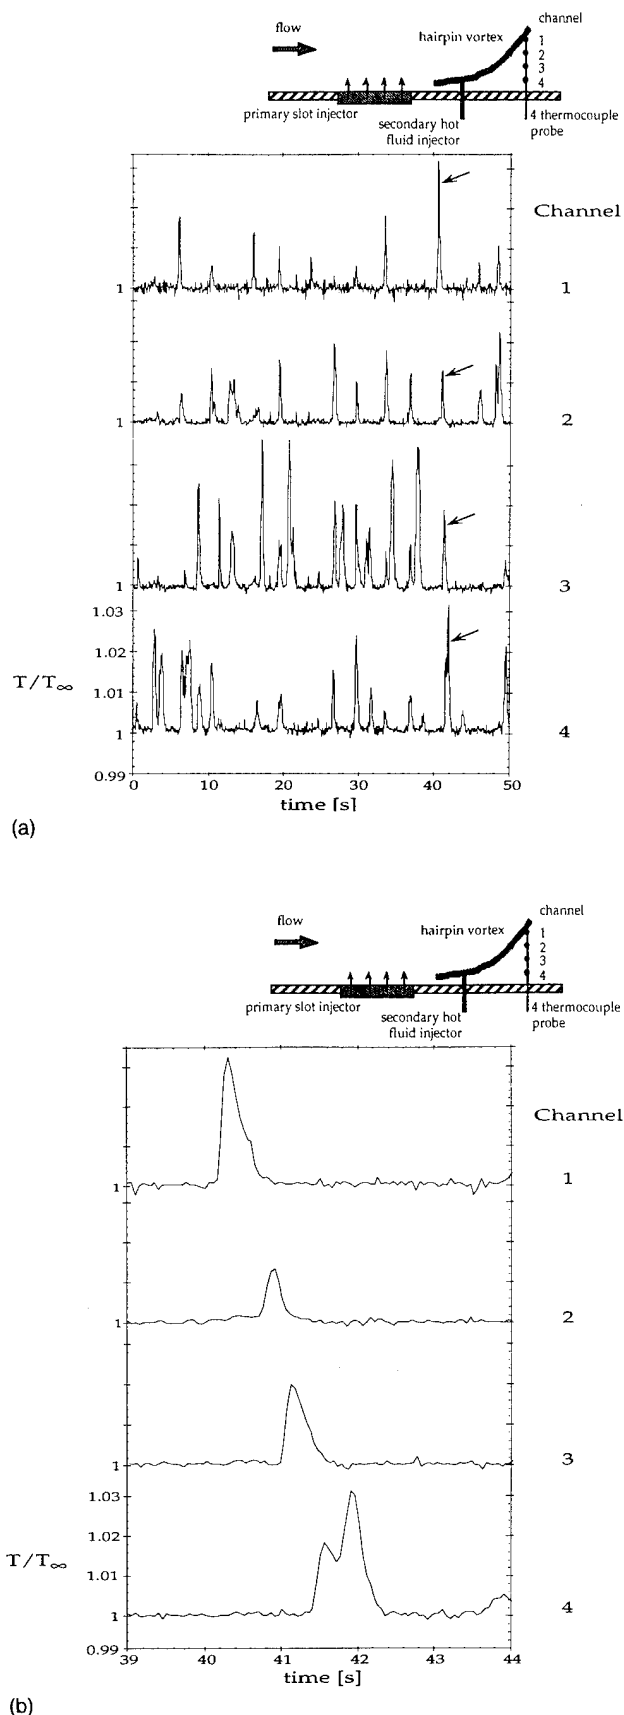 channel
flow
hairpin vortex
1
2
3
4
primary slot injector
secondary hot
fluid injector
4 thermocouple
probe
Channel
1
1
1
2
1
3
1.03
1.02
T/T∞
1.01
1
4
0.99
0
10
20
30
40
50
time [s]
(a)
channel
flow
hairpin vortex
1
2
3
4
primary slot injector
secondary hot
fluid injector
4 thermocouple
probe
Channel
1
1
1
2
1
3
1.03
1.02
T/T∞
1.01
1
4
0.99
39
40
41
42
43
44
time [s]
(b)